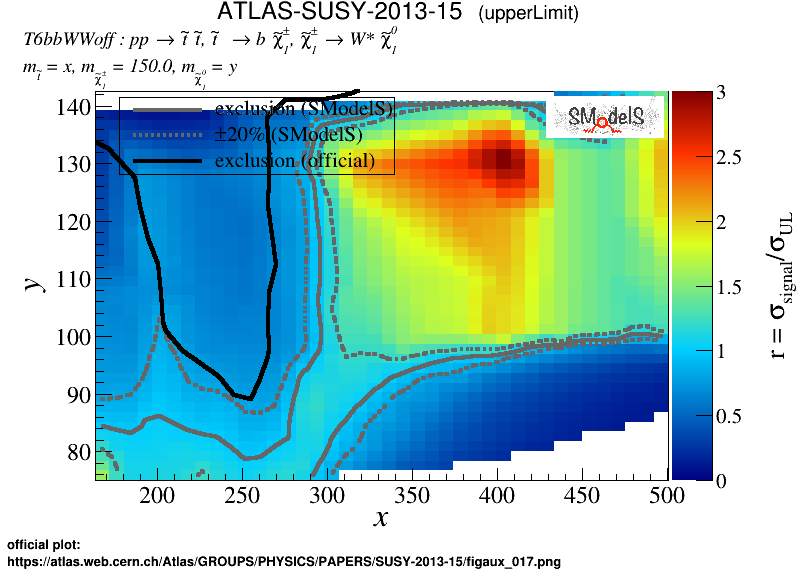 ATLAS-SUSY-2013-15 (upperLimit)
T6bbWWoff : pp → t̃ t̃, t̃ → b χ̃₁±, χ̃₁± → W* χ̃₁⁰
m_t̃ = x, m_χ̃₁± = 150.0, m_χ̃₁⁰ = y
exclusion (SModelS)
±20% (SModelS)
exclusion (official)
SModelS
140
130
120
110
100
90
80
y
200
250
300
350
400
450
500
x
3
2.5
2
1.5
1
0.5
0
r = σ_signal/σ_UL
official plot:
https://atlas.web.cern.ch/Atlas/GROUPS/PHYSICS/PAPERS/SUSY-2013-15/figaux_017.png